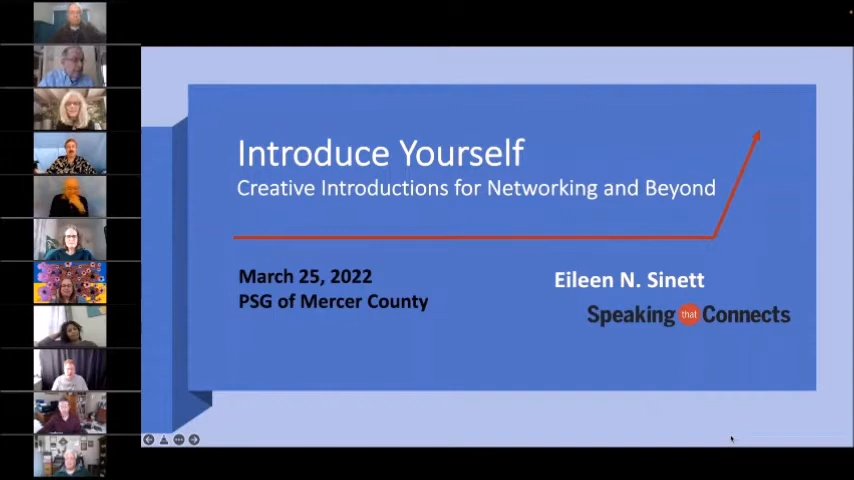 Introduce Yourself
Creative Introductions for Networking and Beyond
March 25, 2022
PSG of Mercer County
Eileen N. Sinett
Speaking that Connects